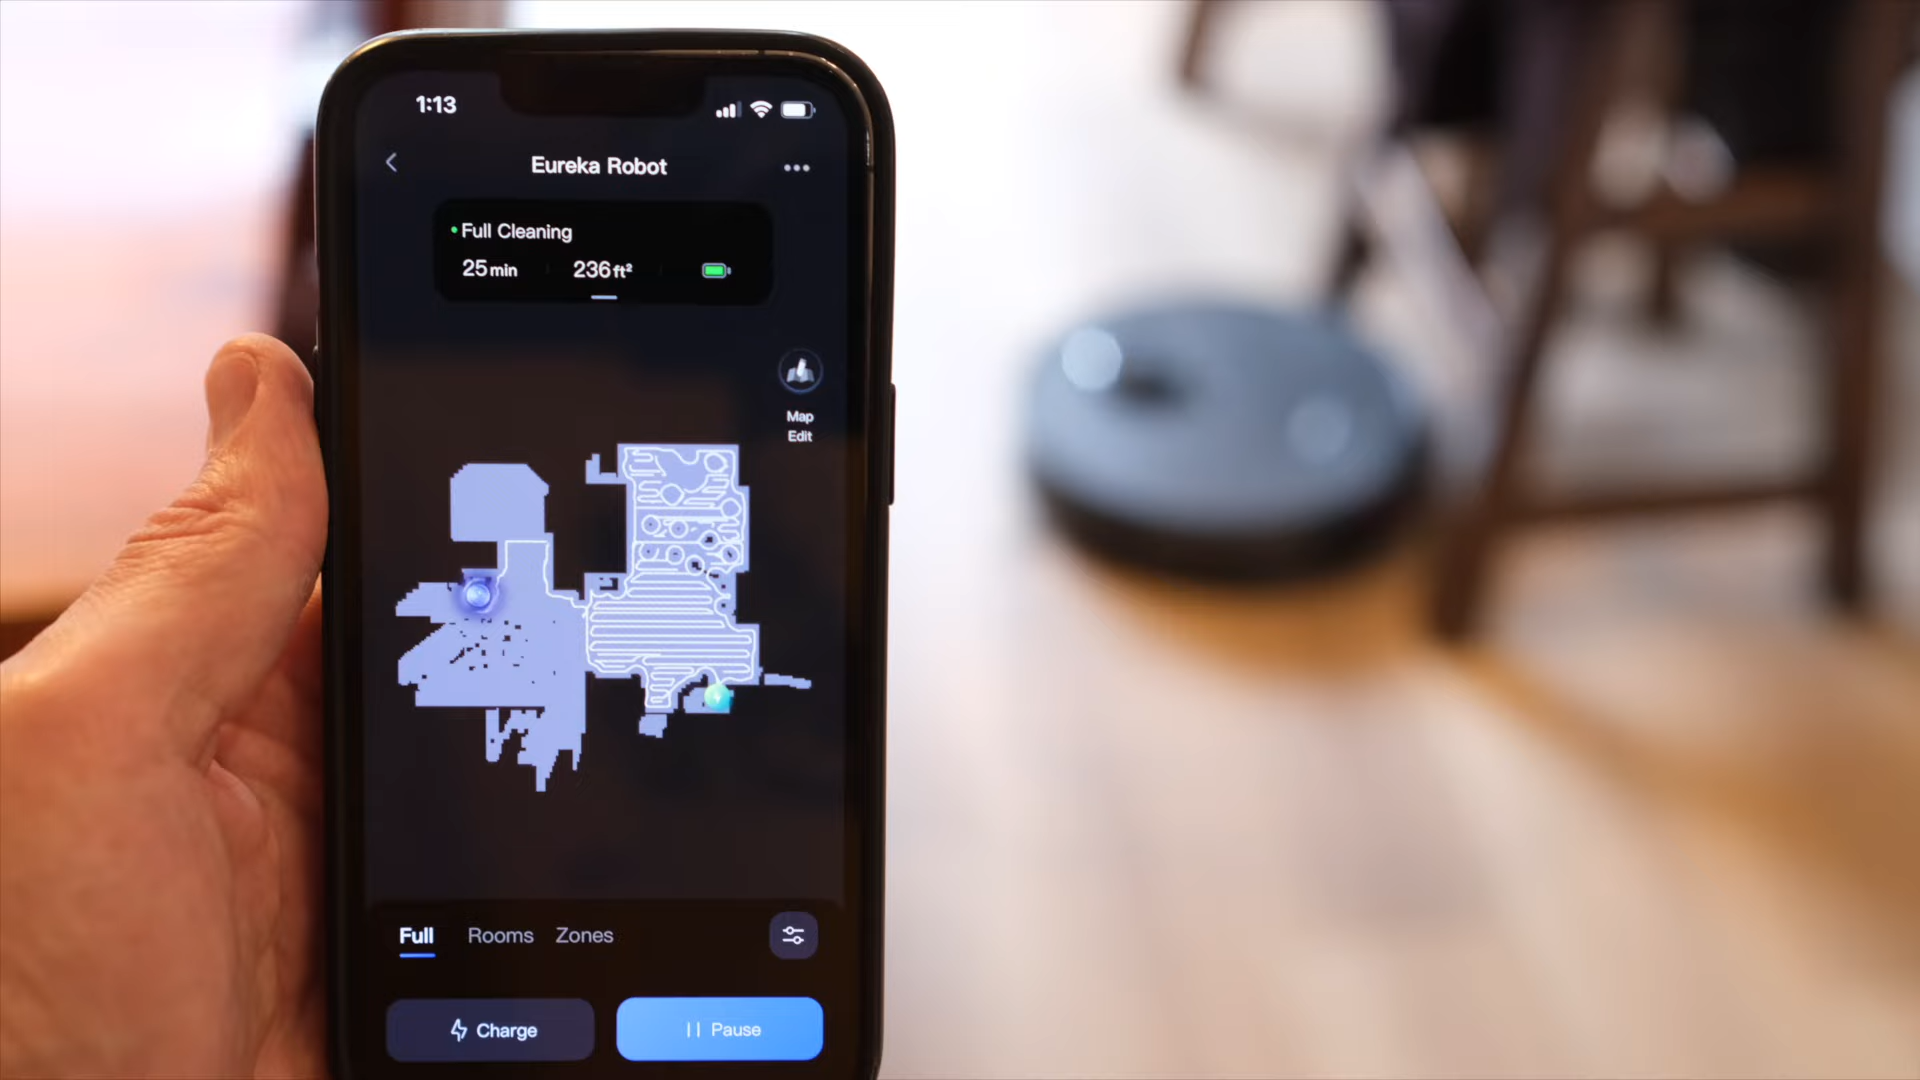 1:13
Eureka Robot
Full Cleaning
25min 236ft²
Map
Edit
Full Rooms Zones
Charge Pause